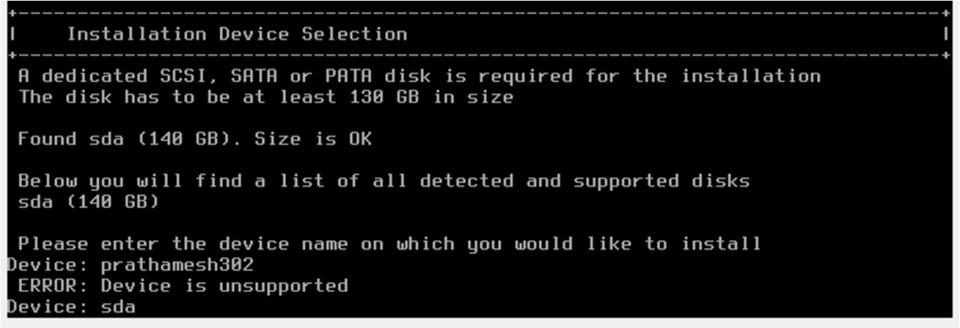 Installation Device Selection
A dedicated SCSI, SATA or PATA disk is required for the installation
The disk has to be at least 130 GB in size
Found sda (140 GB). Size is OK
Below you will find a list of all detected and supported disks
sda (140 GB)
Please enter the device name on which you would like to install
Device: prathamesh302
ERROR: Device is unsupported
Device: sda